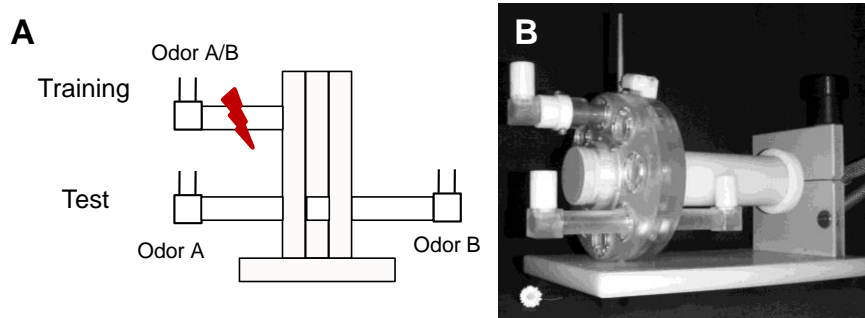 A
Odor A/B
Training
Test
Odor A
Odor B
B